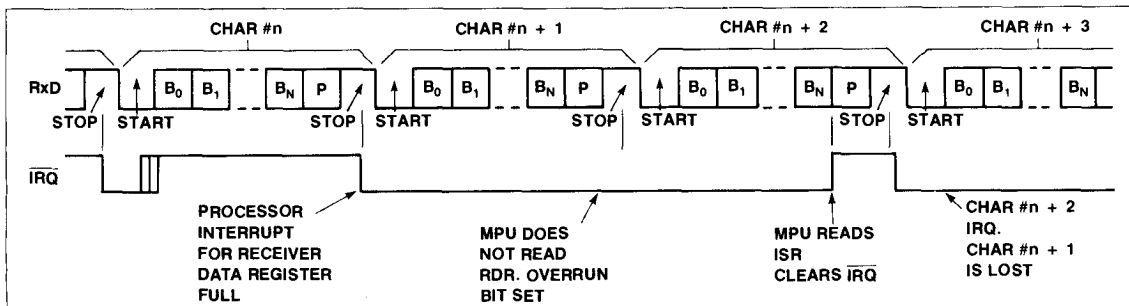 CHAR #n CHAR #n + 1 CHAR #n + 2 CHAR #n + 3
RxD B0 B1 BN P B0 B1 BN P B0 B1 BN P B0 B1 BN
STOP START STOP START STOP START STOP START
IRQ
PROCESSOR
INTERRUPT
FOR RECEIVER
DATA REGISTER
FULL
MPU DOES
NOT READ
RDR. OVERRUN
BIT SET
MPU READS
ISR
CLEARS IRQ
CHAR #n + 2
IRQ.
CHAR #n + 1
IS LOST